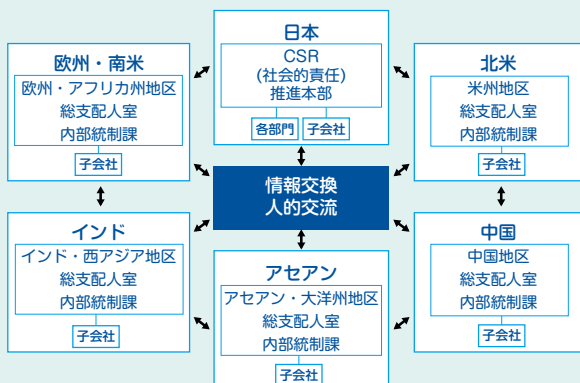 日本
CSR
(社会的責任)
推進本部
各部門
子会社
欧州・南米
欧州・アフリカ州地区
総支配人室
内部統制課
子会社
北米
米州地区
総支配人室
内部統制課
子会社
情報交換
人的交流
インド
インド・西アジア地区
総支配人室
内部統制課
子会社
アセアン
アセアン・大洋州地区
総支配人室
内部統制課
子会社
中国
中国地区
総支配人室
内部統制課
子会社